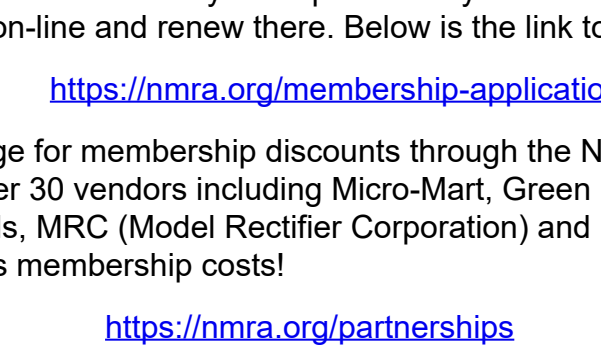 on-line and renew there. Below is the link to
https://nmra.org/membership-applicatio
ge for membership discounts through the N
er 30 vendors including Micro-Mart, Green
ls, MRC (Model Rectifier Corporation) and
s membership costs!
https://nmra.org/partnerships